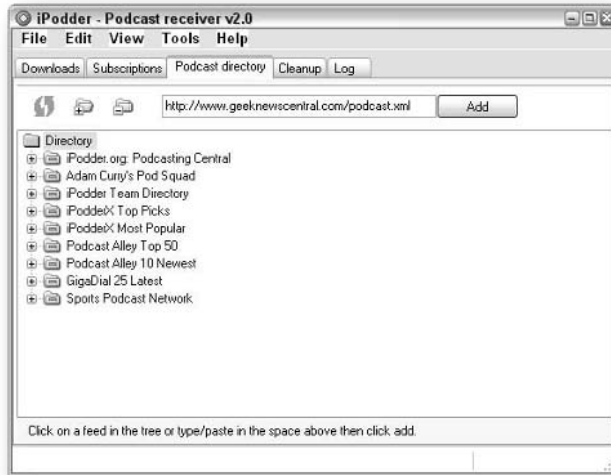 iPodder - Podcast receiver v2.0
File Edit View Tools Help
Downloads Subscriptions Podcast directory Cleanup Log
http://www.geeknewscentral.com/podcast.xml Add
Directory
iPodder.org: Podcasting Central
Adam Curry's Pod Squad
iPodder Team Directory
iPodderX Top Picks
iPodderX Most Popular
Podcast Alley Top 50
Podcast Alley 10 Newest
GigaDial 25 Latest
Sports Podcast Network
Click on a feed in the tree or type/paste in the space above then click add.